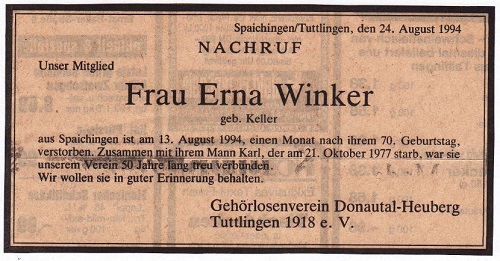 Spaichingen/Tuttlingen, den 24. August 1994
NACHRUF
Unser Mitglied
Frau Erna Winker
geb. Keller
aus Spaichingen ist am 13. August 1994, einen Monat nach ihrem 70. Geburtstag,
verstorben. Zusammen mit ihrem Mann Karl, der am 21. Oktober 1977 starb, war sie
unserem Verein 50 Jahre lang treu verbunden.
Wir wollen sie in guter Erinnerung behalten.
Gehörlosenverein Donautal-Heuberg
Tuttlingen 1918 e. V.